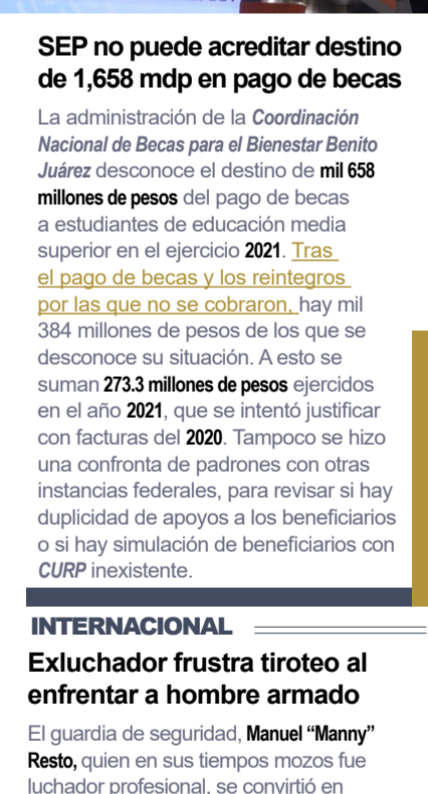 SEP no puede acreditar destino
de 1,658 mdp en pago de becas
La administración de la Coordinación
Nacional de Becas para el Bienestar Benito
Juárez desconoce el destino de mil 658
millones de pesos del pago de becas
a estudiantes de educación media
superior en el ejercicio 2021. Tras
el pago de becas y los reintegros
por las que no se cobraron, hay mil
384 millones de pesos de los que se
desconoce su situación. A esto se
suman 273.3 millones de pesos ejercidos
en el año 2021, que se intentó justificar
con facturas del 2020. Tampoco se hizo
una confronta de padrones con otras
instancias federales, para revisar si hay
duplicidad de apoyos a los beneficiarios
o si hay simulación de beneficiarios con
CURP inexistente.
INTERNACIONAL
Exluchador frustra tiroteo al
enfrentar a hombre armado
El guardia de seguridad, Manuel “Manny”
Resto, quien en sus tiempos mozos fue
luchador profesional, se convirtió en